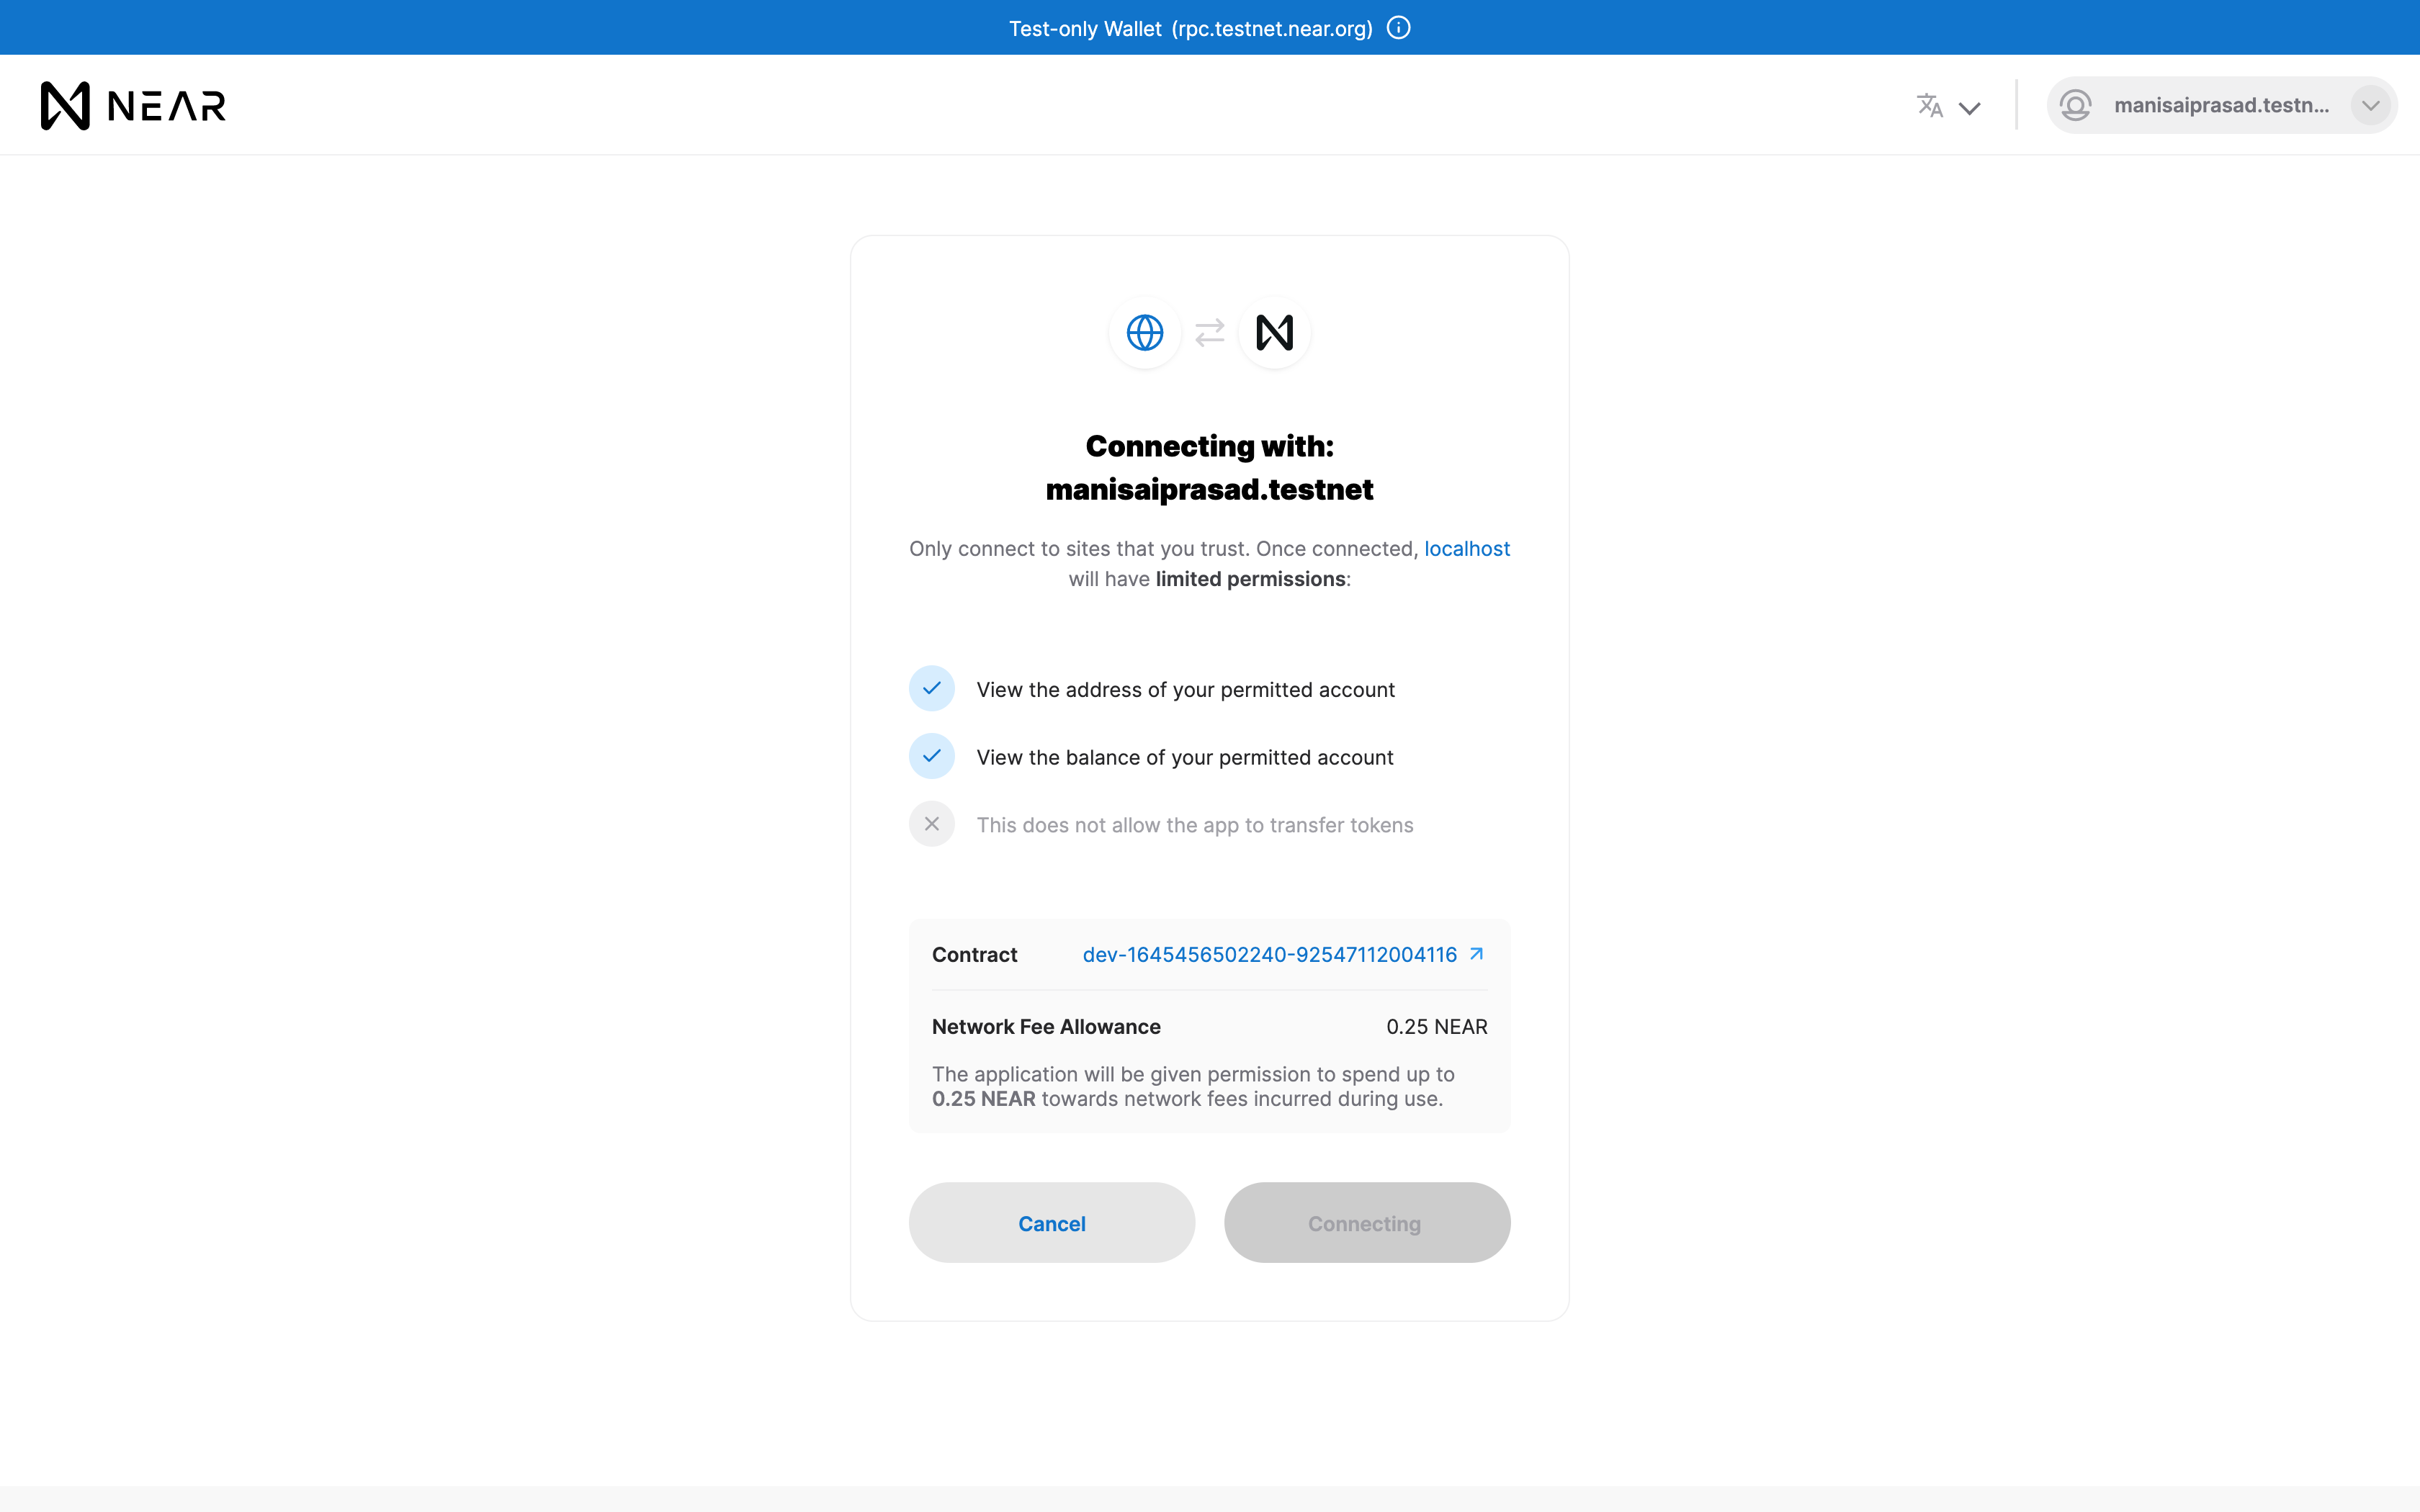 Test-only Wallet (rpc.testnet.near.org)
NEAR
manisaiprasad.testn...
Connecting with:
manisaiprasad.testnet
Only connect to sites that you trust. Once connected, localhost
will have limited permissions:
View the address of your permitted account
View the balance of your permitted account
This does not allow the app to transfer tokens
Contract dev-1645456502240-92547112004116
Network Fee Allowance 0.25 NEAR
The application will be given permission to spend up to
0.25 NEAR towards network fees incurred during use.
Cancel Connecting